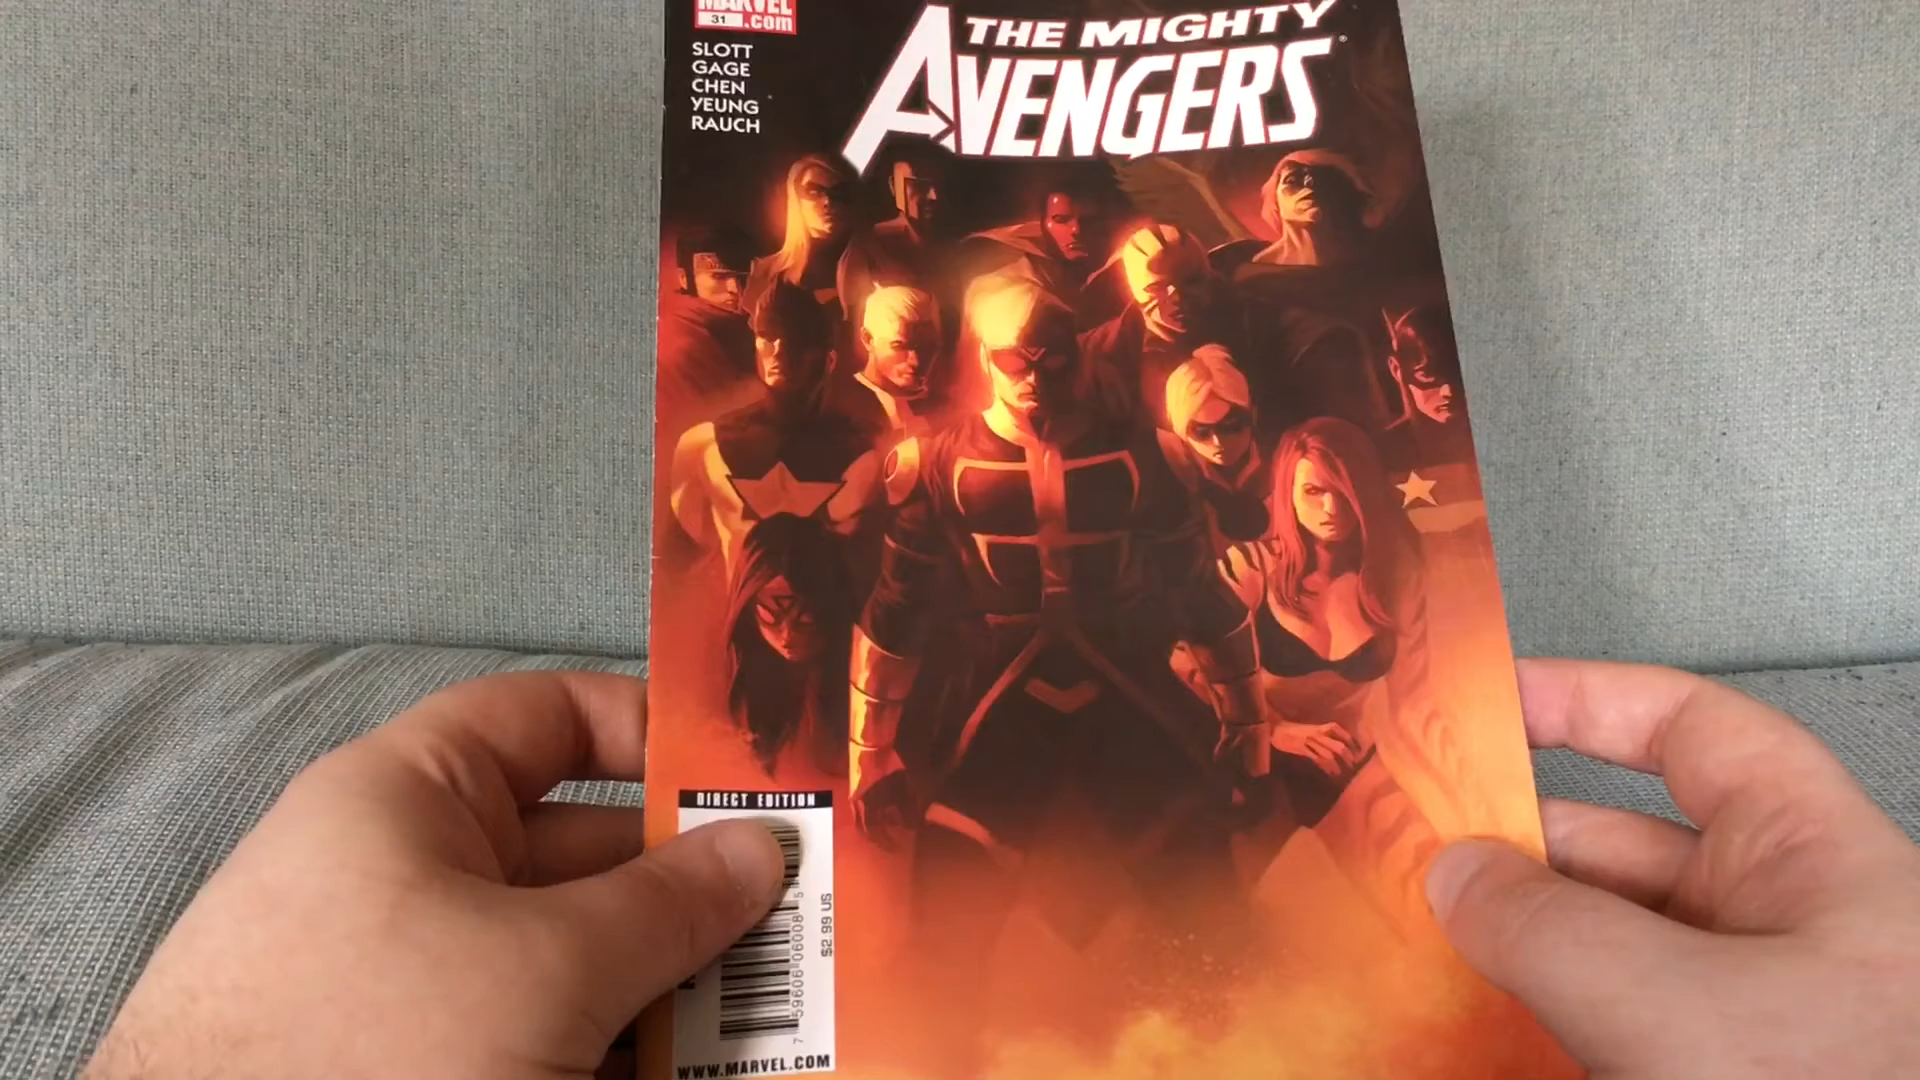 MARVEL
31 .com
SLOTT
GAGE
CHEN
YEUNG
RAUCH
THE MIGHTY
AVENGERS
DIRECT EDITION
7 59606 06008 5
$2.99 US
WWW.MARVEL.COM